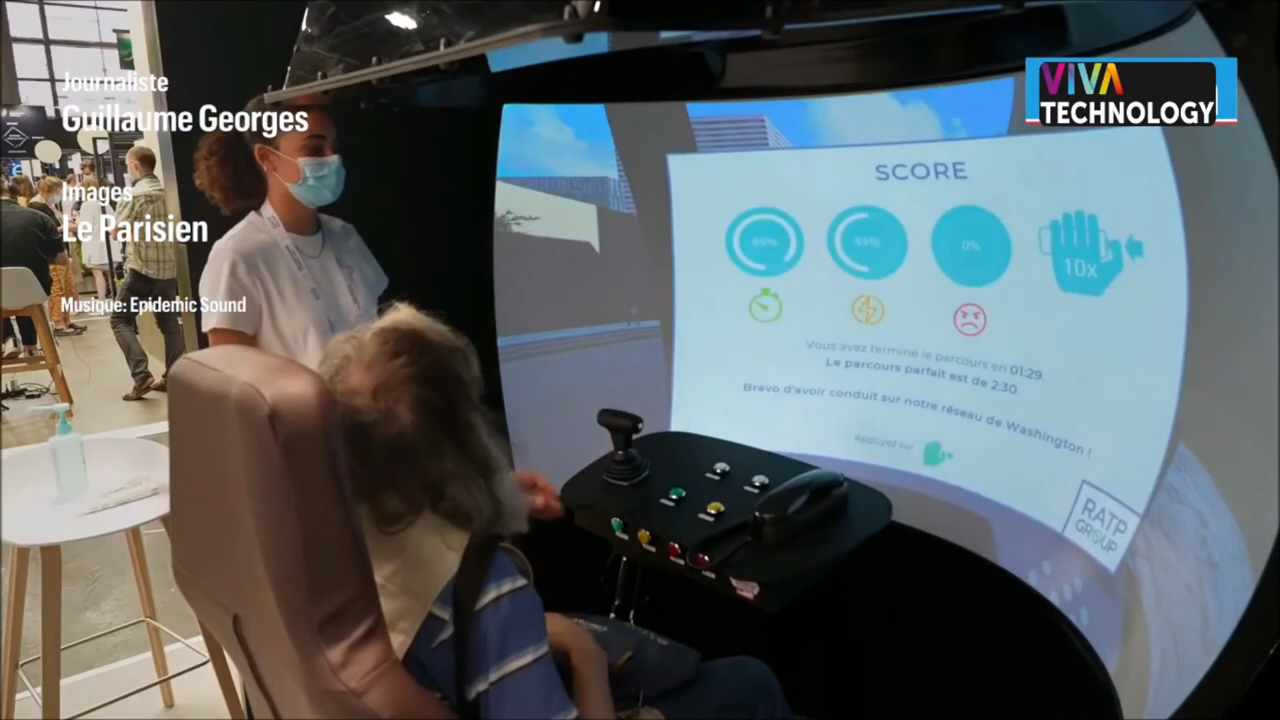 Journaliste
Guillaume Georges
Images
Le Parisien
Musique: Epidemic Sound
VIVA
TECHNOLOGY
SCORE
0%
10x
Vous avez terminé le parcours en 01:29.
Le parcours parfait est de 2:30.
Bravo d'avoir conduit sur notre réseau de Washington !
Appuyez sur
RATP
GROUP